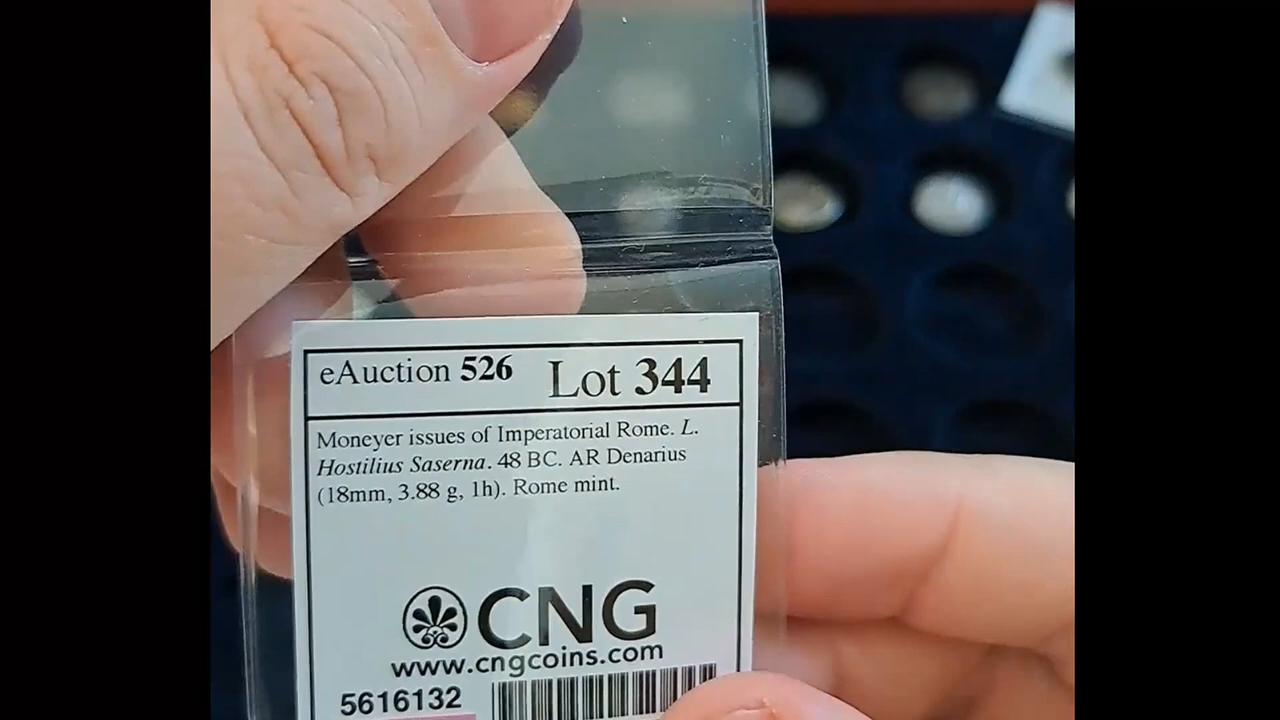 eAuction 526 Lot 344
Moneyer issues of Imperatorial Rome. L.
Hostilius Saserna. 48 BC. AR Denarius
(18mm, 3.88 g, 1h). Rome mint.
CNG
www.cngcoins.com
5616132